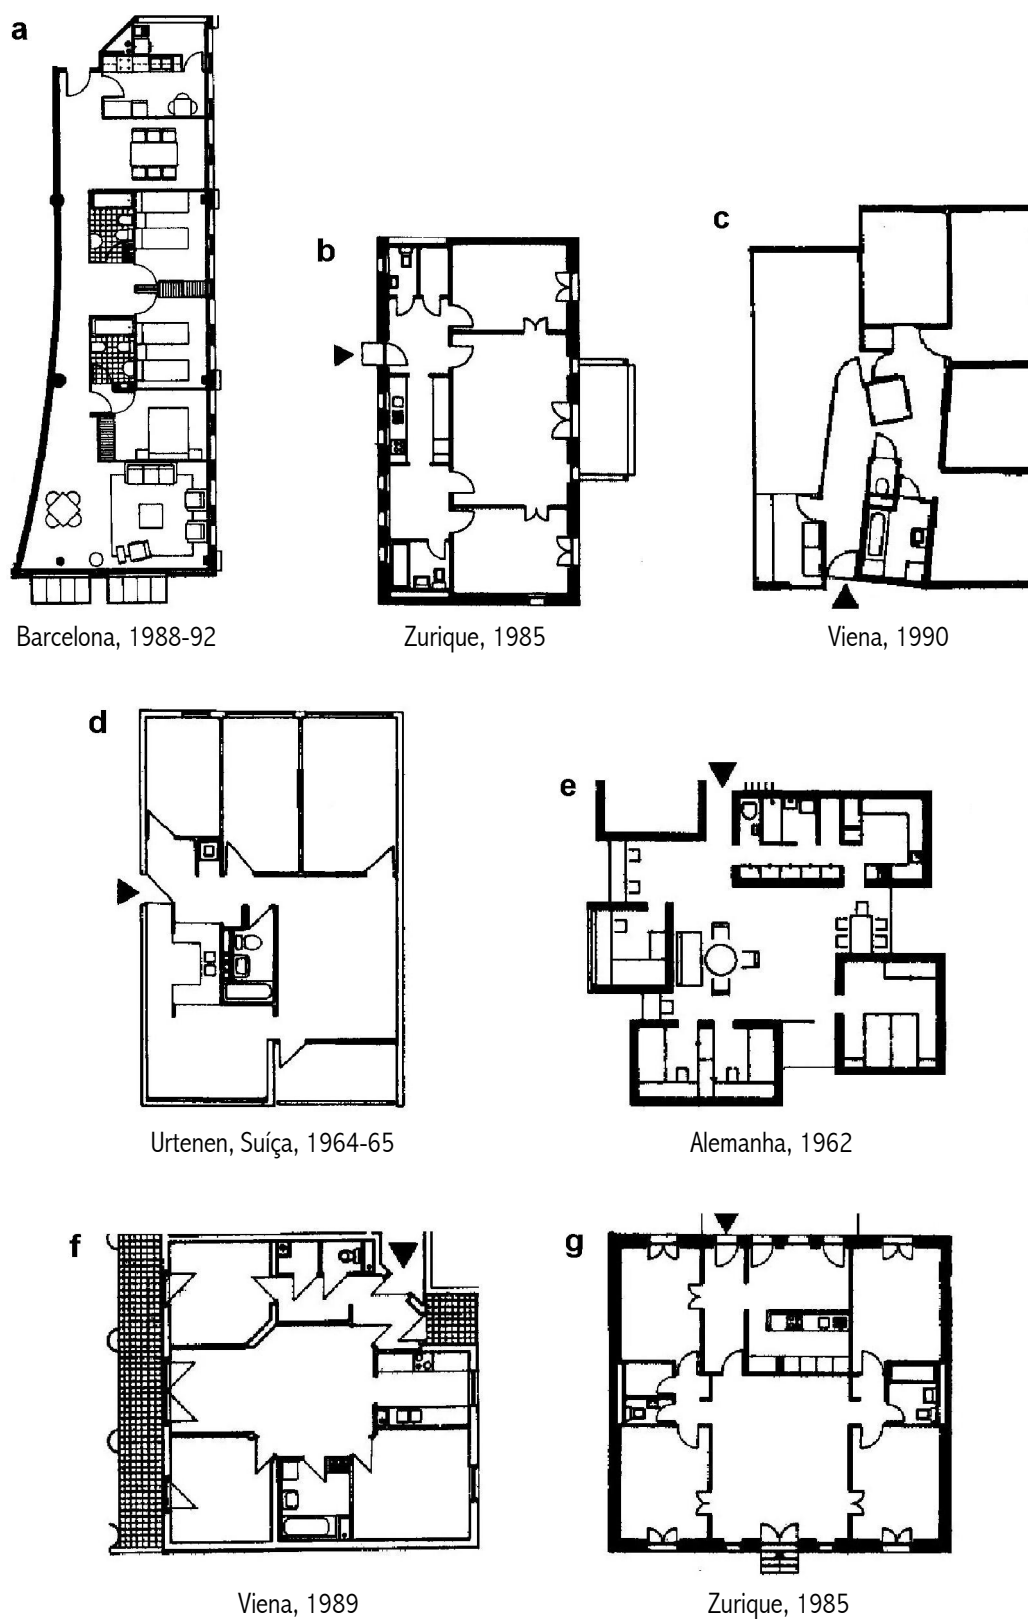 a
b
c
Barcelona, 1988-92
Zurique, 1985
Viena, 1990
d
e
Urtenen, Suíça, 1964-65
Alemanha, 1962
f
g
Viena, 1989
Zurique, 1985